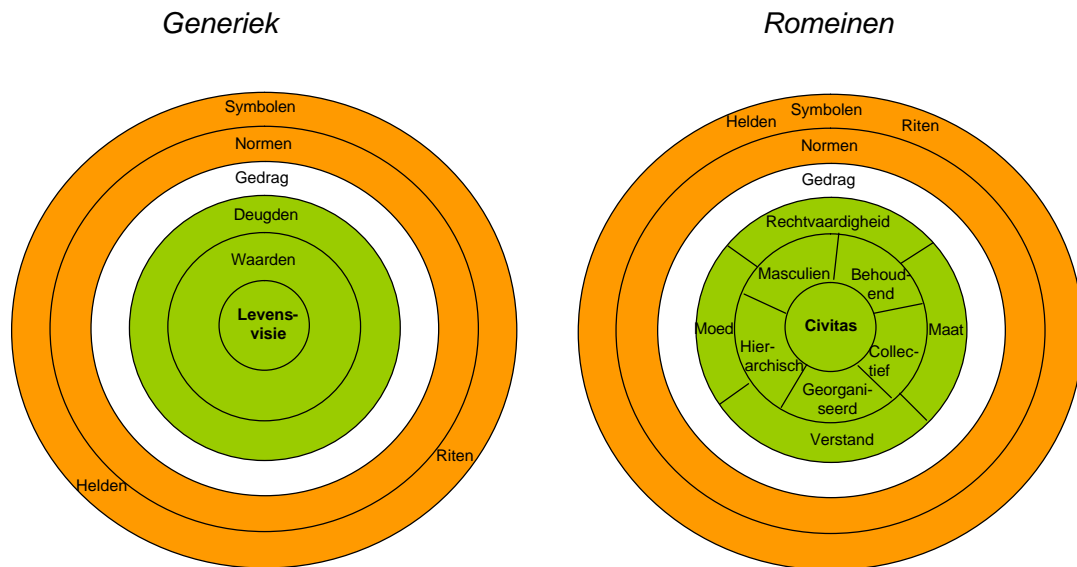 Generiek
Symbolen
Normen
Gedrag
Deugden
Waarden
Levens-
visie
Riten
Helden
Romeinen
Symbolen
Helden
Riten
Normen
Gedrag
Rechtvaardigheid
Masculien
Behoud-
end
Civitas
Moed
Maat
Hier-
archisch
Collec-
tief
Georgani-
seerd
Verstand